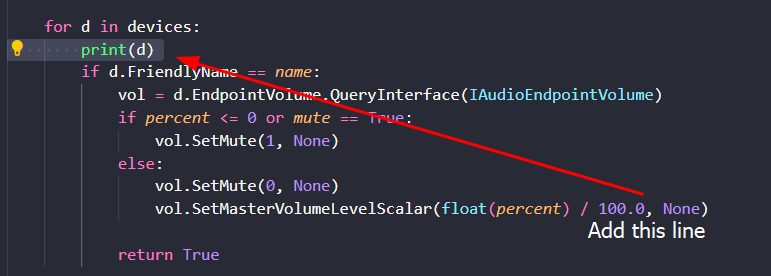 for d in devices:
print(d)
if d.FriendlyName == name:
vol = d.EndpointVolume.QueryInterface(IAudioEndpointVolume)
if percent <= 0 or mute == True:
vol.SetMute(1, None)
else:
vol.SetMute(0, None)
vol.SetMasterVolumeLevelScalar(float(percent) / 100.0, None)
Add this line
return True